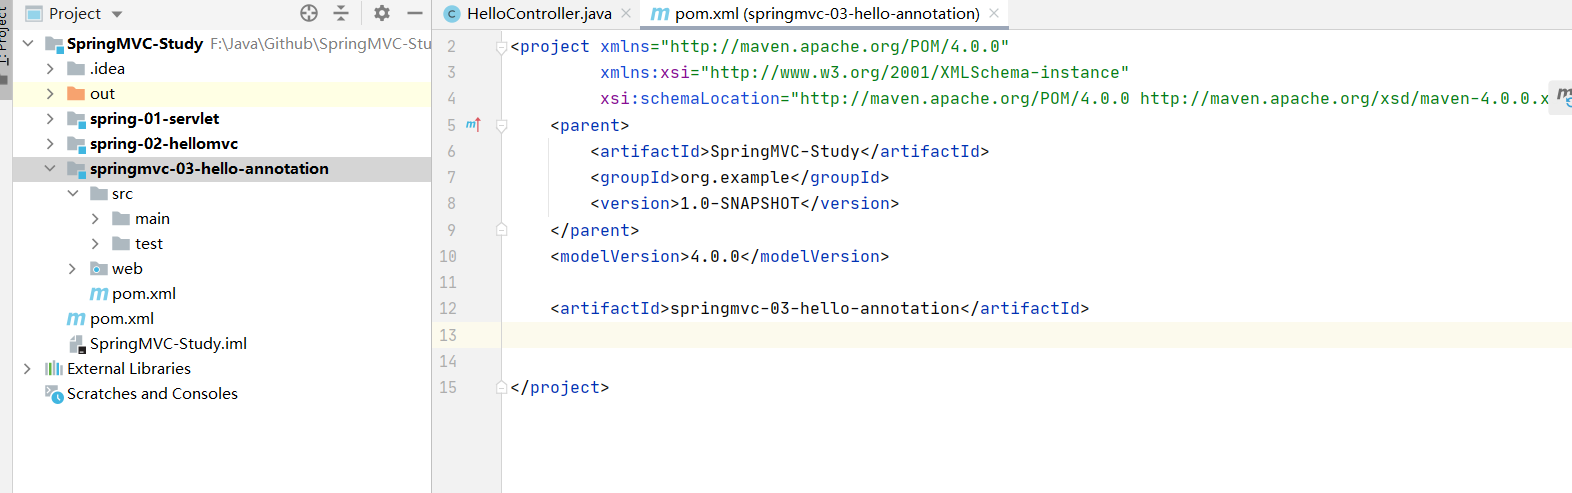 1: Project
Project
SpringMVC-Study F:\Java\Github\SpringMVC-Stu
.idea
out
spring-01-servlet
spring-02-hellomvc
springmvc-03-hello-annotation
src
main
test
web
pom.xml
pom.xml
SpringMVC-Study.iml
External Libraries
Scratches and Consoles
HelloController.java
pom.xml (springmvc-03-hello-annotation)
2 <project xmlns="http://maven.apache.org/POM/4.0.0"
3 xmlns:xsi="http://www.w3.org/2001/XMLSchema-instance"
4 xsi:schemaLocation="http://maven.apache.org/POM/4.0.0 http://maven.apache.org/xsd/maven-4.0.0.x
5 <parent>
6 <artifactId>SpringMVC-Study</artifactId>
7 <groupId>org.example</groupId>
8 <version>1.0-SNAPSHOT</version>
9 </parent>
10 <modelVersion>4.0.0</modelVersion>
11
12 <artifactId>springmvc-03-hello-annotation</artifactId>
13
14
15 </project>